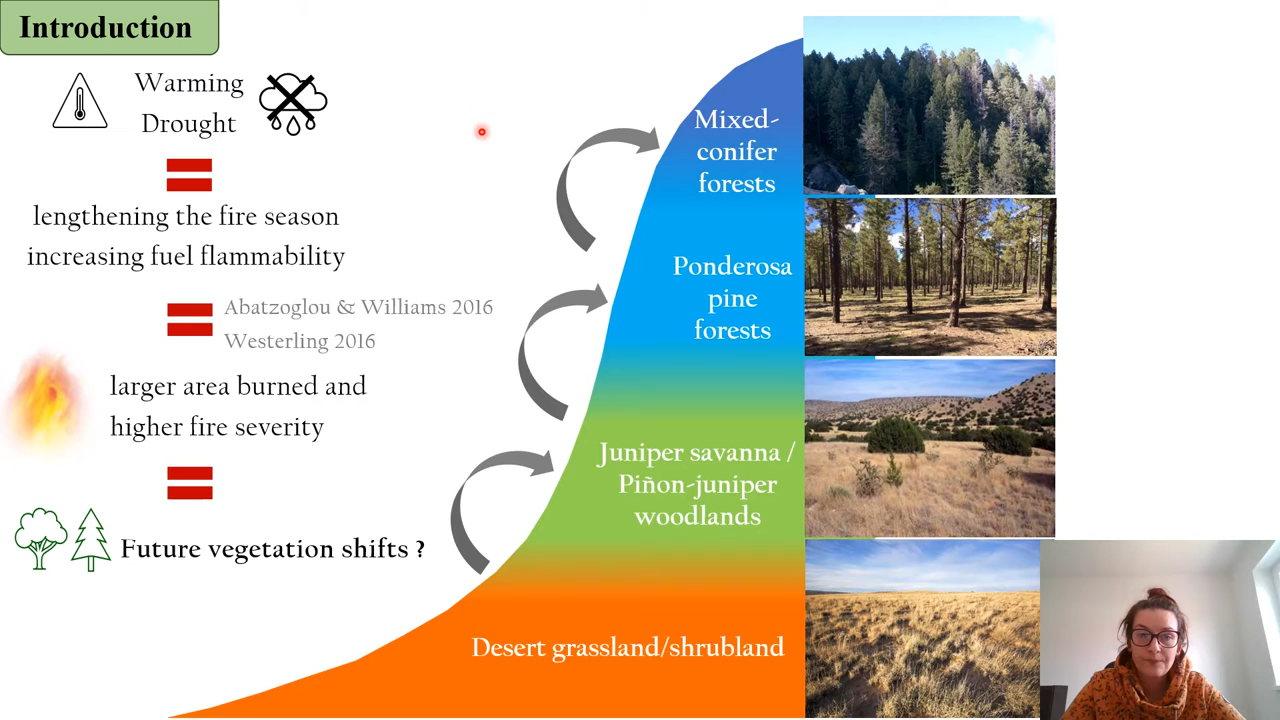 Introduction
Warming
Drought
lengthening the fire season
increasing fuel flammability
Abatzoglou & Williams 2016
Westerling 2016
larger area burned and
higher fire severity
Future vegetation shifts ?
Mixed-
conifer
forests
Ponderosa
pine
forests
Juniper savanna /
Piñon-juniper
woodlands
Desert grassland/shrubland